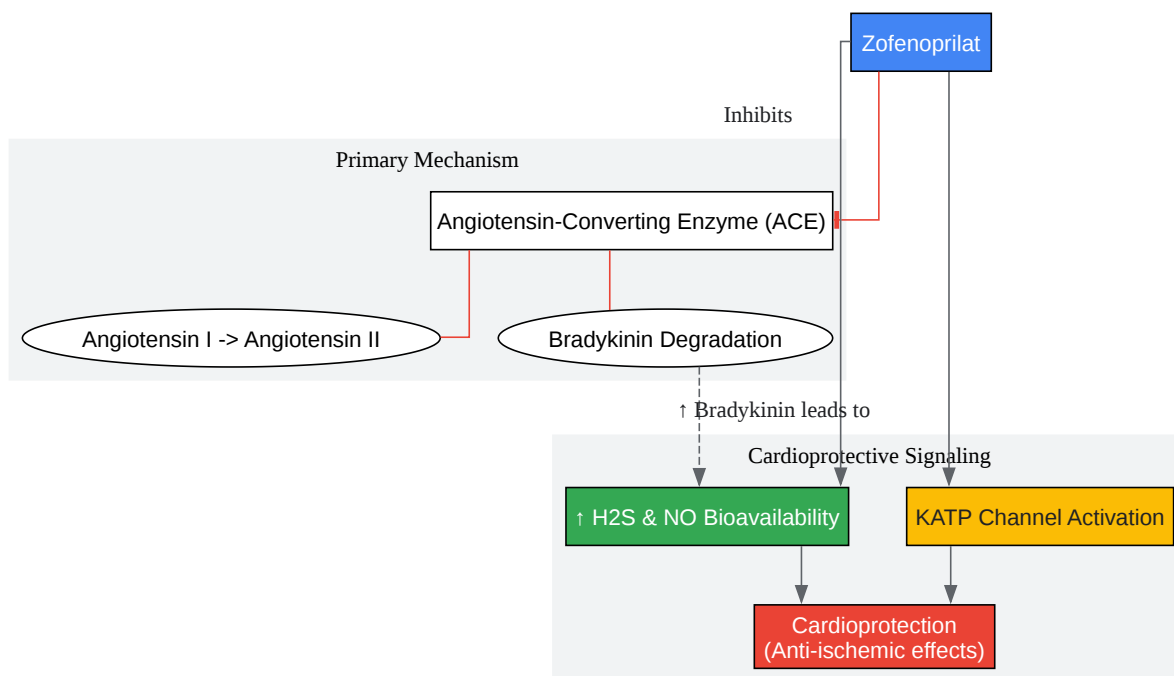 Zofenoprilat
Inhibits
Primary Mechanism
Angiotensin-Converting Enzyme (ACE)
Angiotensin I -> Angiotensin II
Bradykinin Degradation
↑ Bradykinin leads to
Cardioprotective Signaling
↑ H2S & NO Bioavailability
KATP Channel Activation
Cardioprotection
(Anti-ischemic effects)